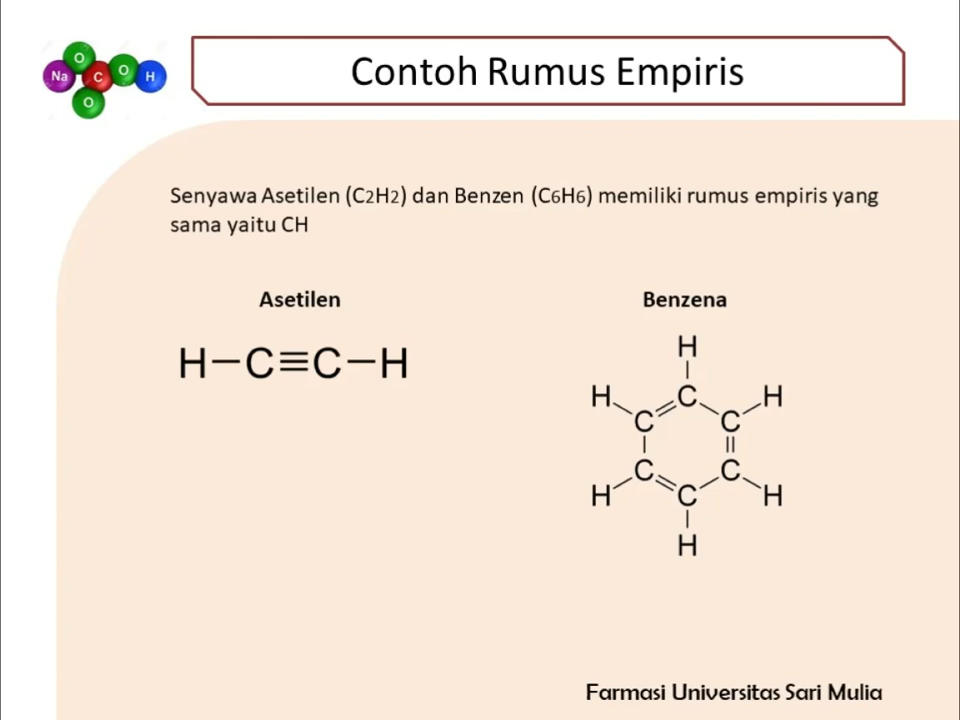 O
Na
C
O
H
O
Contoh Rumus Empiris
Senyawa Asetilen (C2H2) dan Benzen (C6H6) memiliki rumus empiris yang
sama yaitu CH
Asetilen
Benzena
H−C≡C−H
H
H C H
C C
C C
H C H
H
Farmasi Universitas Sari Mulia